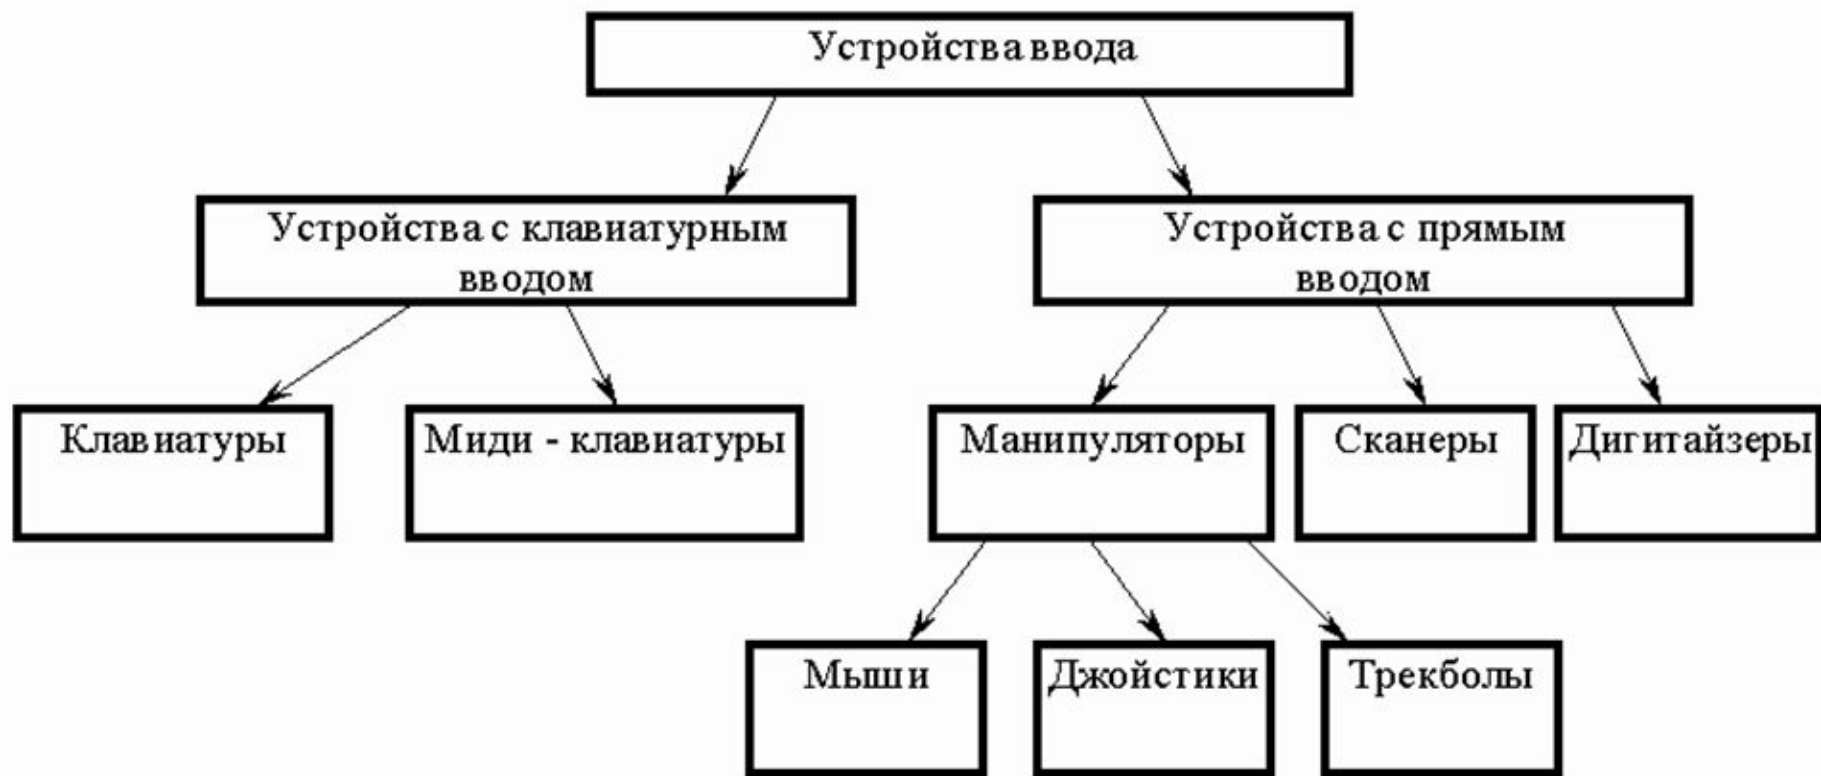 Устройства ввода
Устройства с клавиатурным
вводом
Устройства с прямым
вводом
Клавиатуры
Миди - клавиатуры
Манипуляторы
Сканеры
Дигитайзеры
Мыши
Джойстики
Трекболы